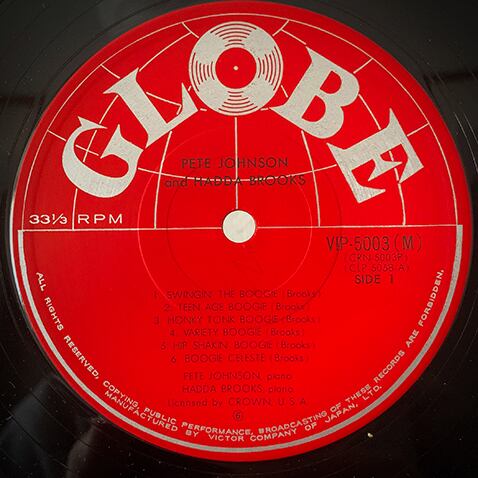 GLOBE
PETE JOHNSON
and HADDA BROOKS
33⅓ RPM
VIP-5003 (M)
(CRN-5003P)
(CLP 5058-A)
SIDE 1
1. SWINGIN' THE BOOGIE (Brooks)
2. TEEN AGE BOOGIE (Brooks)
3. HONKY TONK BOOGIE (Brooks)
4. VARIETY BOOGIE (Brooks)
5. HIP SHAKIN' BOOGIE (Brooks)
6. BOOGIE CELESTE (Brooks)
PETE JOHNSON, piano
HADDA BROOKS, piano
Licensed by CROWN, U.S.A.
6
ALL RIGHTS RESERVED, COPYING PUBLIC PERFORMANCE, BROADCASTING OF THESE RECORDS ARE FORBIDDEN.
MANUFACTURED BY VICTOR COMPANY OF JAPAN, LTD.